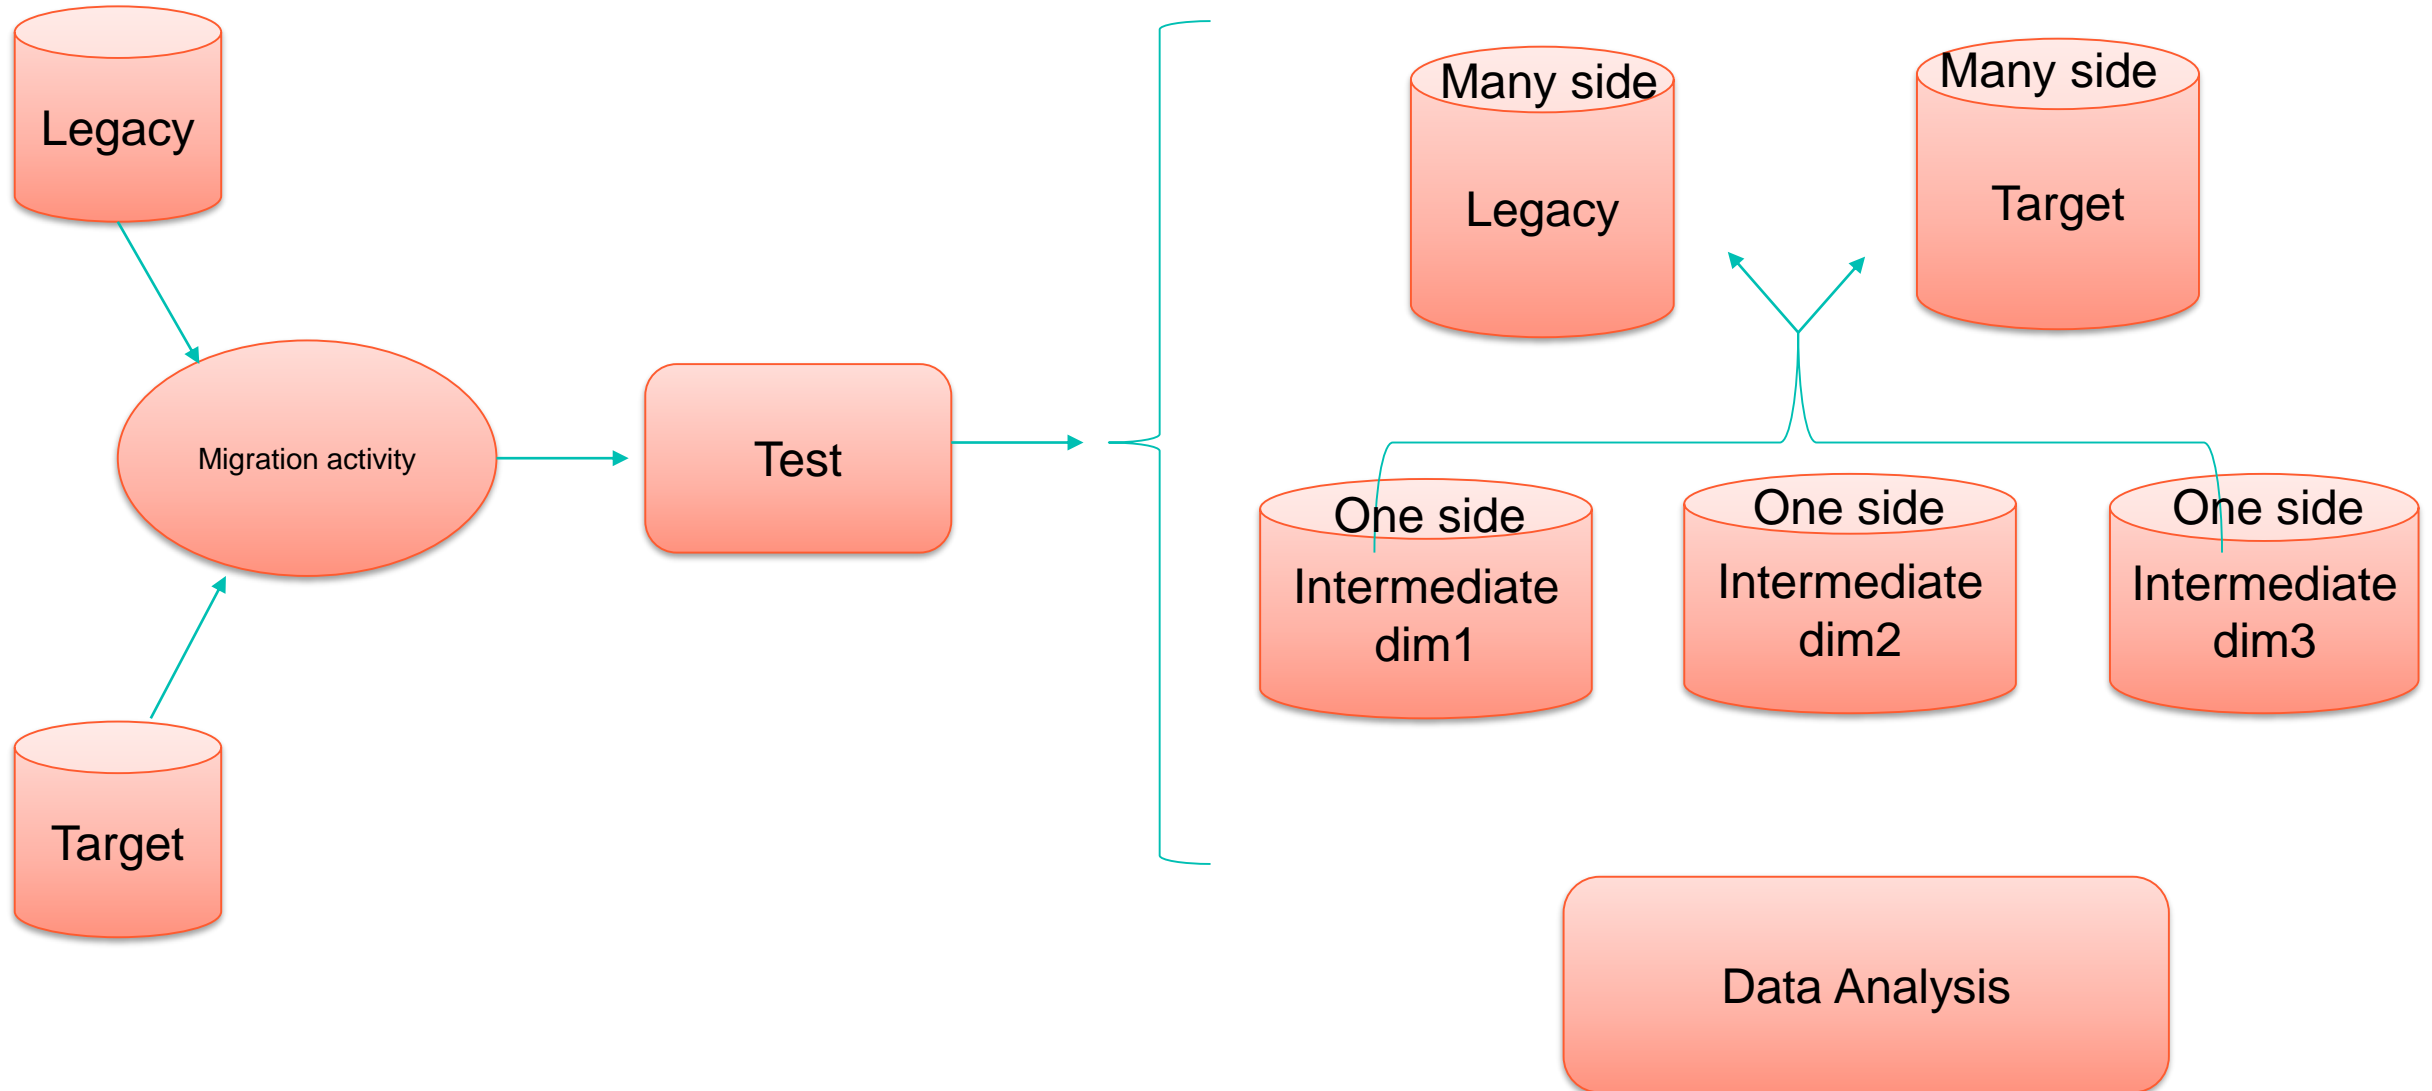 Legacy
Migration activity
Target
Test
Many side
Legacy
Many side
Target
One side
Intermediate
dim1
One side
Intermediate
dim2
One side
Intermediate
dim3
Data Analysis